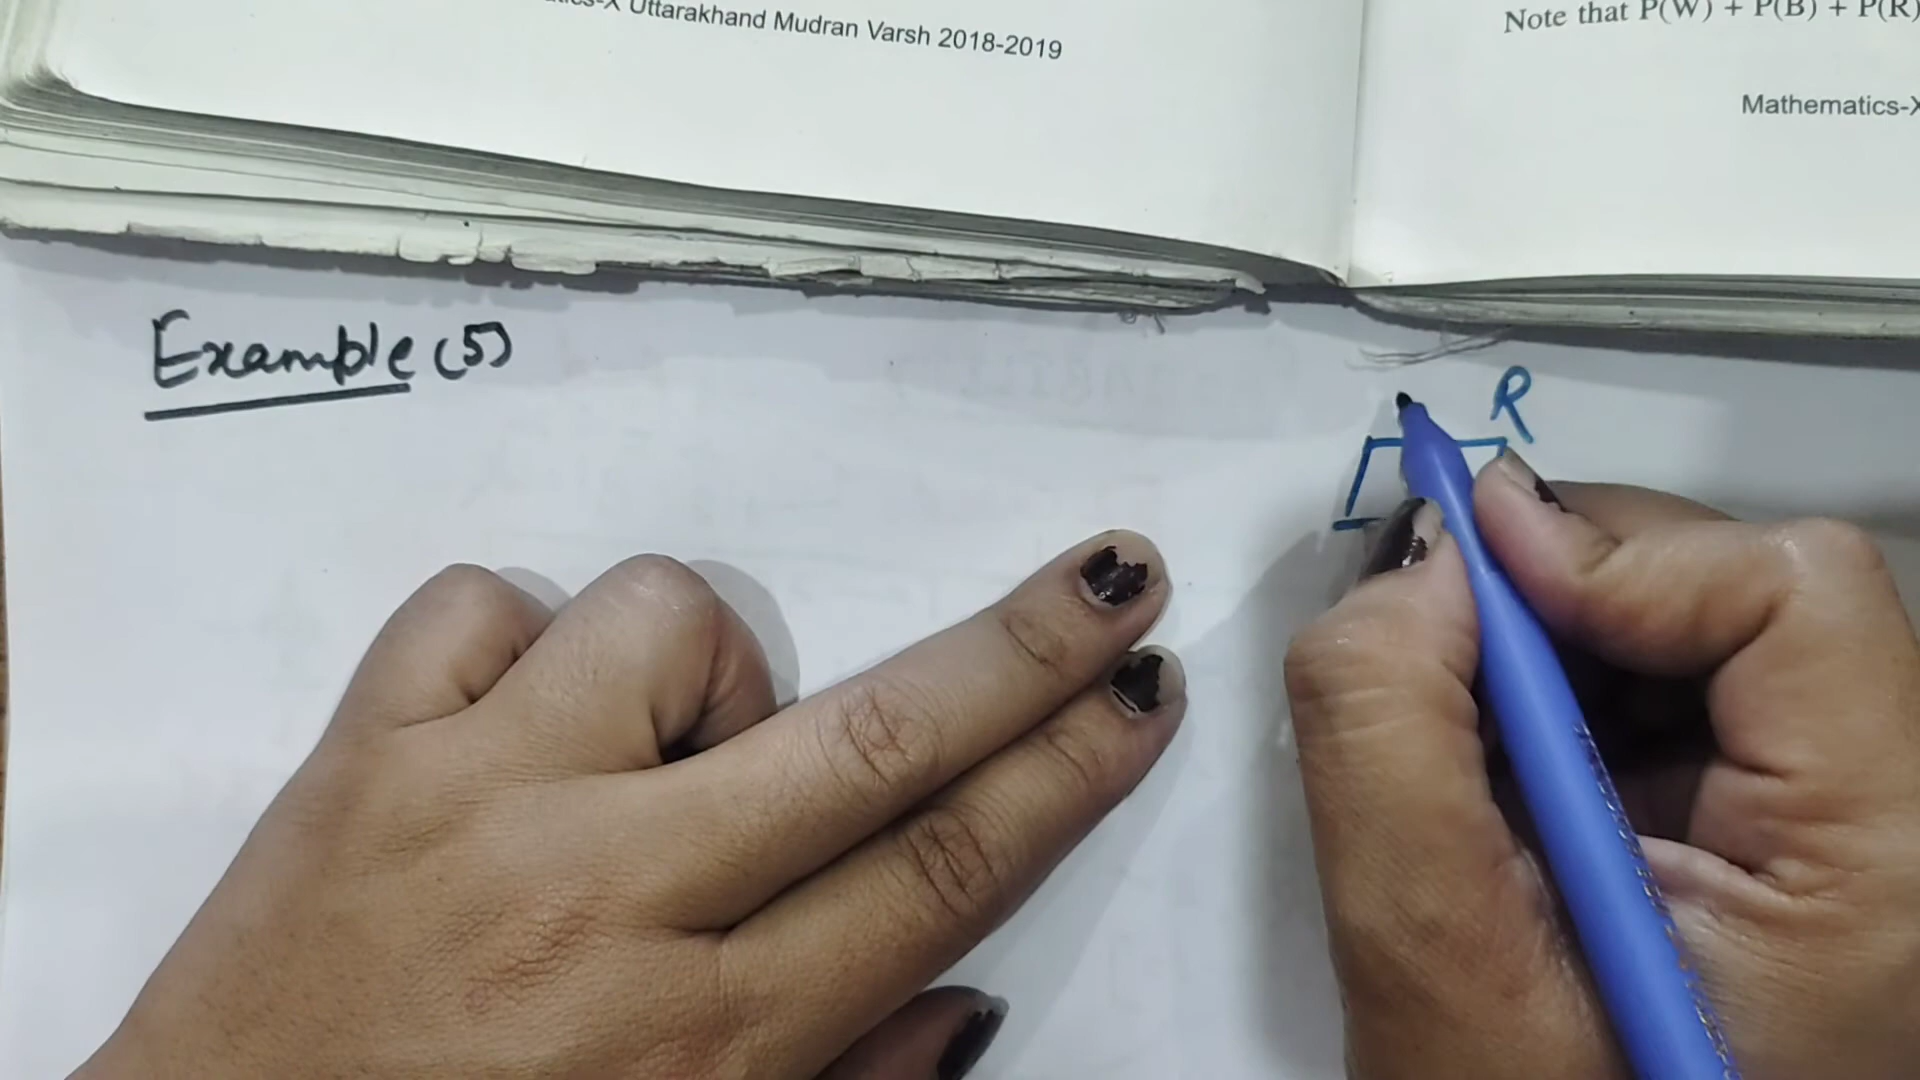 Uttarakhand Mudran Varsh 2018-2019
Note that P(W) + P(B) + P(R)
Mathematics-X
Example (5)
R